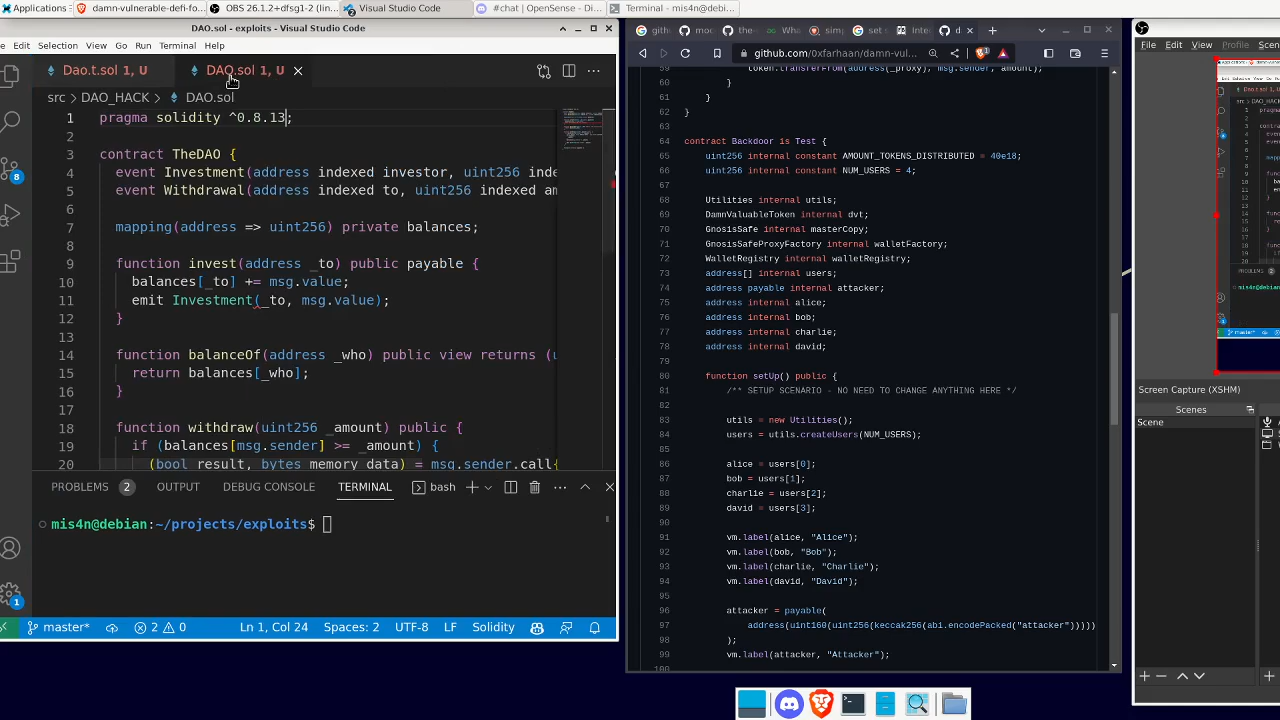 Applications
damn-vulnerable-defi-fo...
OBS 26.1.2+dfsg1-2 (lin...
Visual Studio Code
#chat | OpenSense - Di...
Terminal - mis4n@debi...
DAO.sol - exploits - Visual Studio Code
Edit Selection View Go Run Terminal Help
Dao.t.sol 1, U
DAO.sol 1, U
src > DAO_HACK > DAO.sol
1 pragma solidity ^0.8.13;
2
3 contract TheDAO {
4 event Investment(address indexed investor, uint256 inde
5 event Withdrawal(address indexed to, uint256 indexed am
6
7 mapping(address => uint256) private balances;
8
9 function invest(address _to) public payable {
10 balances[_to] += msg.value;
11 emit Investment(_to, msg.value);
12 }
13
14 function balanceOf(address _who) public view returns (u
15 return balances[_who];
16 }
17
18 function withdraw(uint256 _amount) public {
19 if (balances[msg.sender] >= _amount) {
20 (bool result, bytes memory data) = msg.sender.call{
PROBLEMS 2 OUTPUT DEBUG CONSOLE TERMINAL bash
mis4n@debian:~/projects/exploits$
8
1
master* 2 0 Ln 1, Col 24 Spaces: 2 UTF-8 LF Solidity
gith
mod
the-
Wha
simp
set s
Inte
d
github.com/0xfarhaan/damn-vul...
1
59 token.transferFrom(address(_proxy), msg.sender, amount);
60 }
61 }
62 }
63
64 contract Backdoor is Test {
65 uint256 internal constant AMOUNT_TOKENS_DISTRIBUTED = 40e18;
66 uint256 internal constant NUM_USERS = 4;
67
68 Utilities internal utils;
69 DamnValuableToken internal dvt;
70 GnosisSafe internal masterCopy;
71 GnosisSafeProxyFactory internal walletFactory;
72 WalletRegistry internal walletRegistry;
73 address[] internal users;
74 address payable internal attacker;
75 address internal alice;
76 address internal bob;
77 address internal charlie;
78 address internal david;
79
80 function setUp() public {
81 /** SETUP SCENARIO - NO NEED TO CHANGE ANYTHING HERE */
82
83 utils = new Utilities();
84 users = utils.createUsers(NUM_USERS);
85
86 alice = users[0];
87 bob = users[1];
88 charlie = users[2];
89 david = users[3];
90
91 vm.label(alice, "Alice");
92 vm.label(bob, "Bob");
93 vm.label(charlie, "Charlie");
94 vm.label(david, "David");
95
96 attacker = payable(
97 address(uint160(uint256(keccak256(abi.encodePacked("attacker")))))
98 );
99 vm.label(attacker, "Attacker");
100
File Edit View Profile Scen
Screen Capture (XSHM)
Scenes
Scene